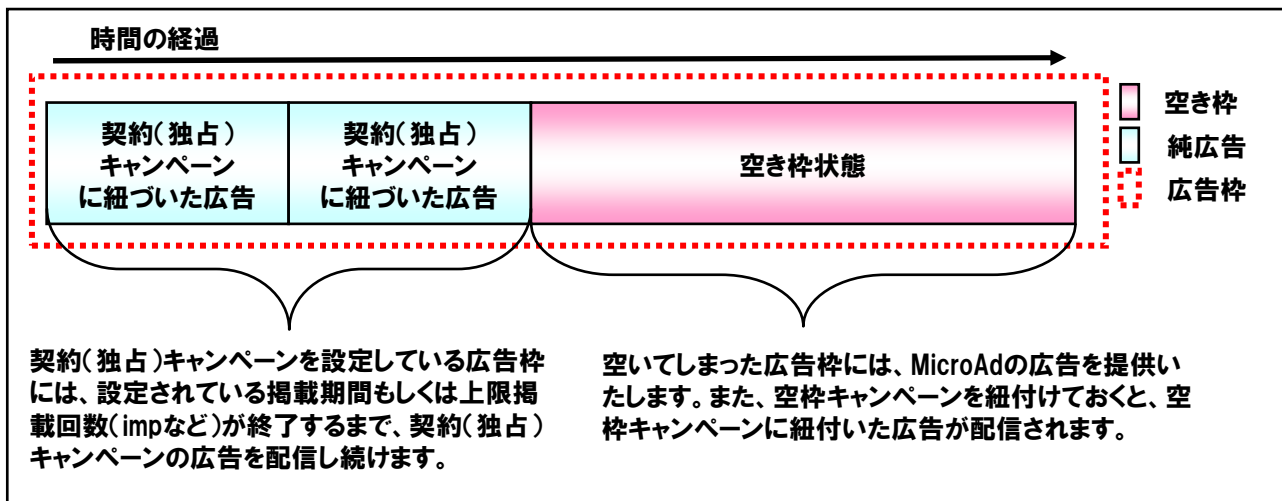 時間の経過
契約(独占)
キャンペーン
に紐づいた広告
契約(独占)
キャンペーン
に紐づいた広告
空き枠状態
空き枠
純広告
広告枠
契約(独占)キャンペーンを設定している広告枠
には、設定されている掲載期間もしくは上限掲
載回数(impなど)が終了するまで、契約(独占)
キャンペーンの広告を配信し続けます。
空いてしまった広告枠には、MicroAdの広告を提供い
たします。また、空枠キャンペーンを紐付けておくと、空
枠キャンペーンに紐付いた広告が配信されます。